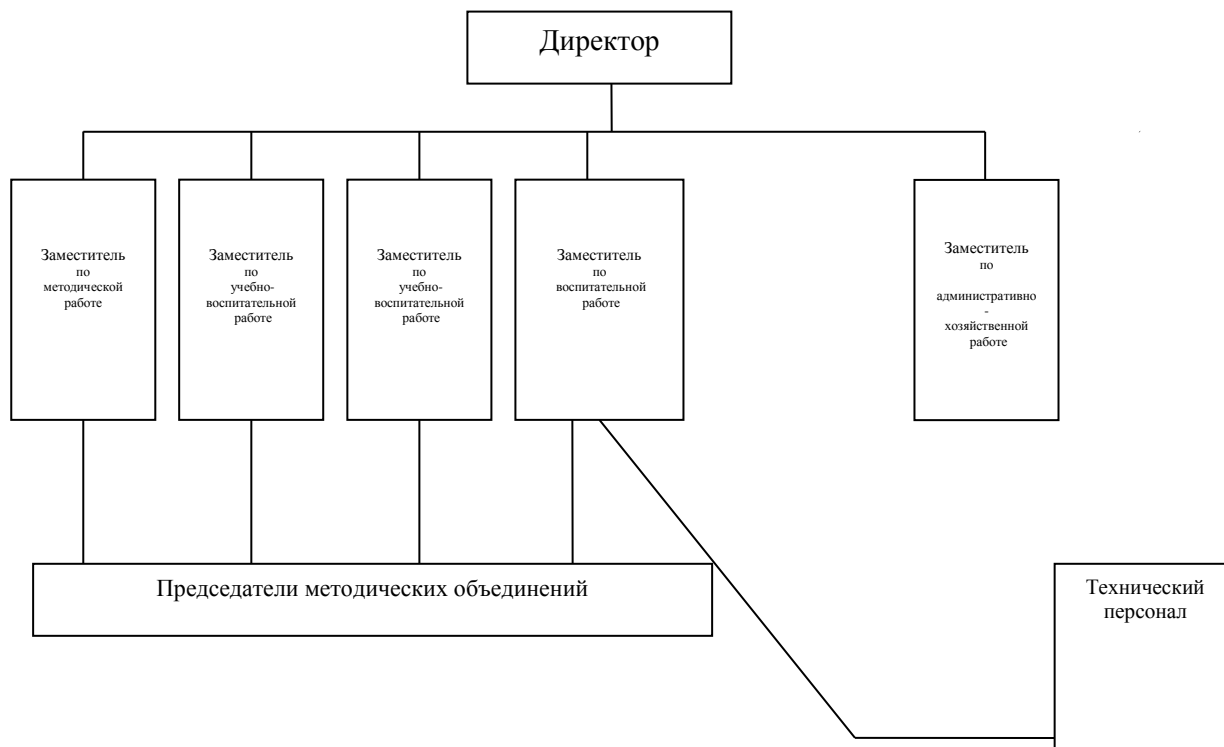 Директор
Заместитель
по
методической
работе
Заместитель
по
учебно-
воспитательной
работе
Заместитель
по
учебно-
воспитательной
работе
Заместитель
по
воспитательной
работе
Заместитель
по
административно
-
хозяйственной
работе
Председатели методических объединений
Технический
персонал